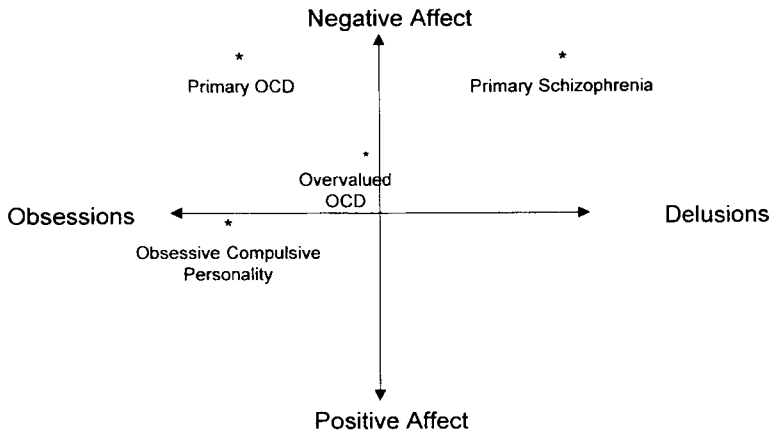 Negative Affect
*
*
Primary OCD
Primary Schizophrenia
*
Overvalued
OCD
Obsessions
Delusions
*
Obsessive Compulsive
Personality
Positive Affect